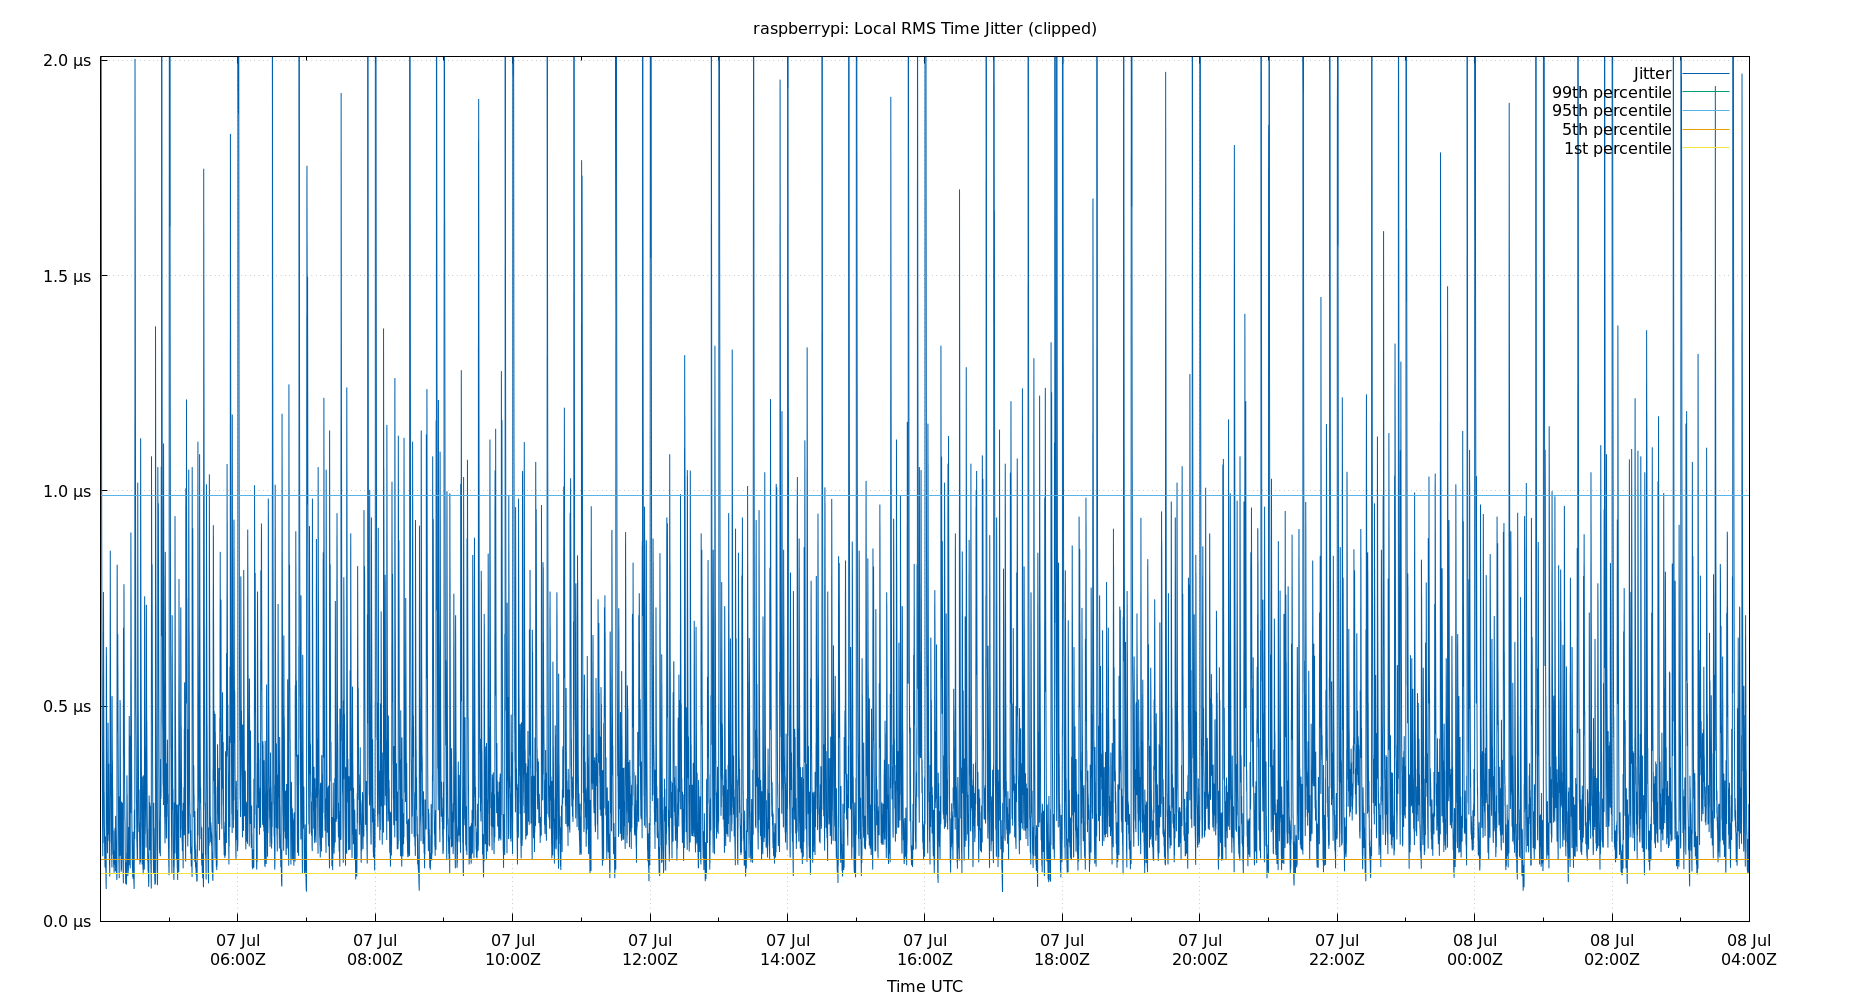 raspberrypi: Local RMS Time Jitter (clipped)
2.0 µs
1.5 µs
1.0 µs
0.5 µs
0.0 µs
Jitter
99th percentile
95th percentile
5th percentile
1st percentile
07 Jul 07 Jul 07 Jul 07 Jul 07 Jul 07 Jul 07 Jul 07 Jul 07 Jul 08 Jul 08 Jul 08 Jul
06:00Z 08:00Z 10:00Z 12:00Z 14:00Z 16:00Z 18:00Z 20:00Z 22:00Z 00:00Z 02:00Z 04:00Z
Time UTC